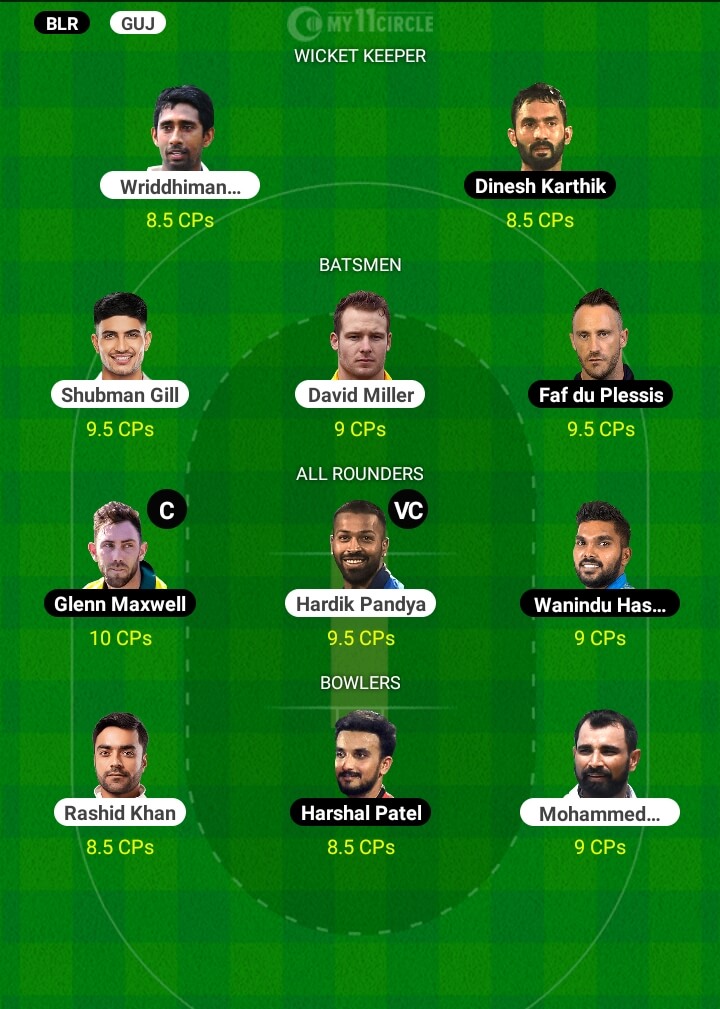 BLR GUJ MY11CIRCLE
WICKET KEEPER
Wriddhiman... Dinesh Karthik
8.5 CPs 8.5 CPs
BATSMEN
Shubman Gill David Miller Faf du Plessis
9.5 CPs 9 CPs 9.5 CPs
ALL ROUNDERS
C VC
Glenn Maxwell Hardik Pandya Wanindu Has...
10 CPs 9.5 CPs 9 CPs
BOWLERS
Rashid Khan Harshal Patel Mohammed...
8.5 CPs 8.5 CPs 9 CPs